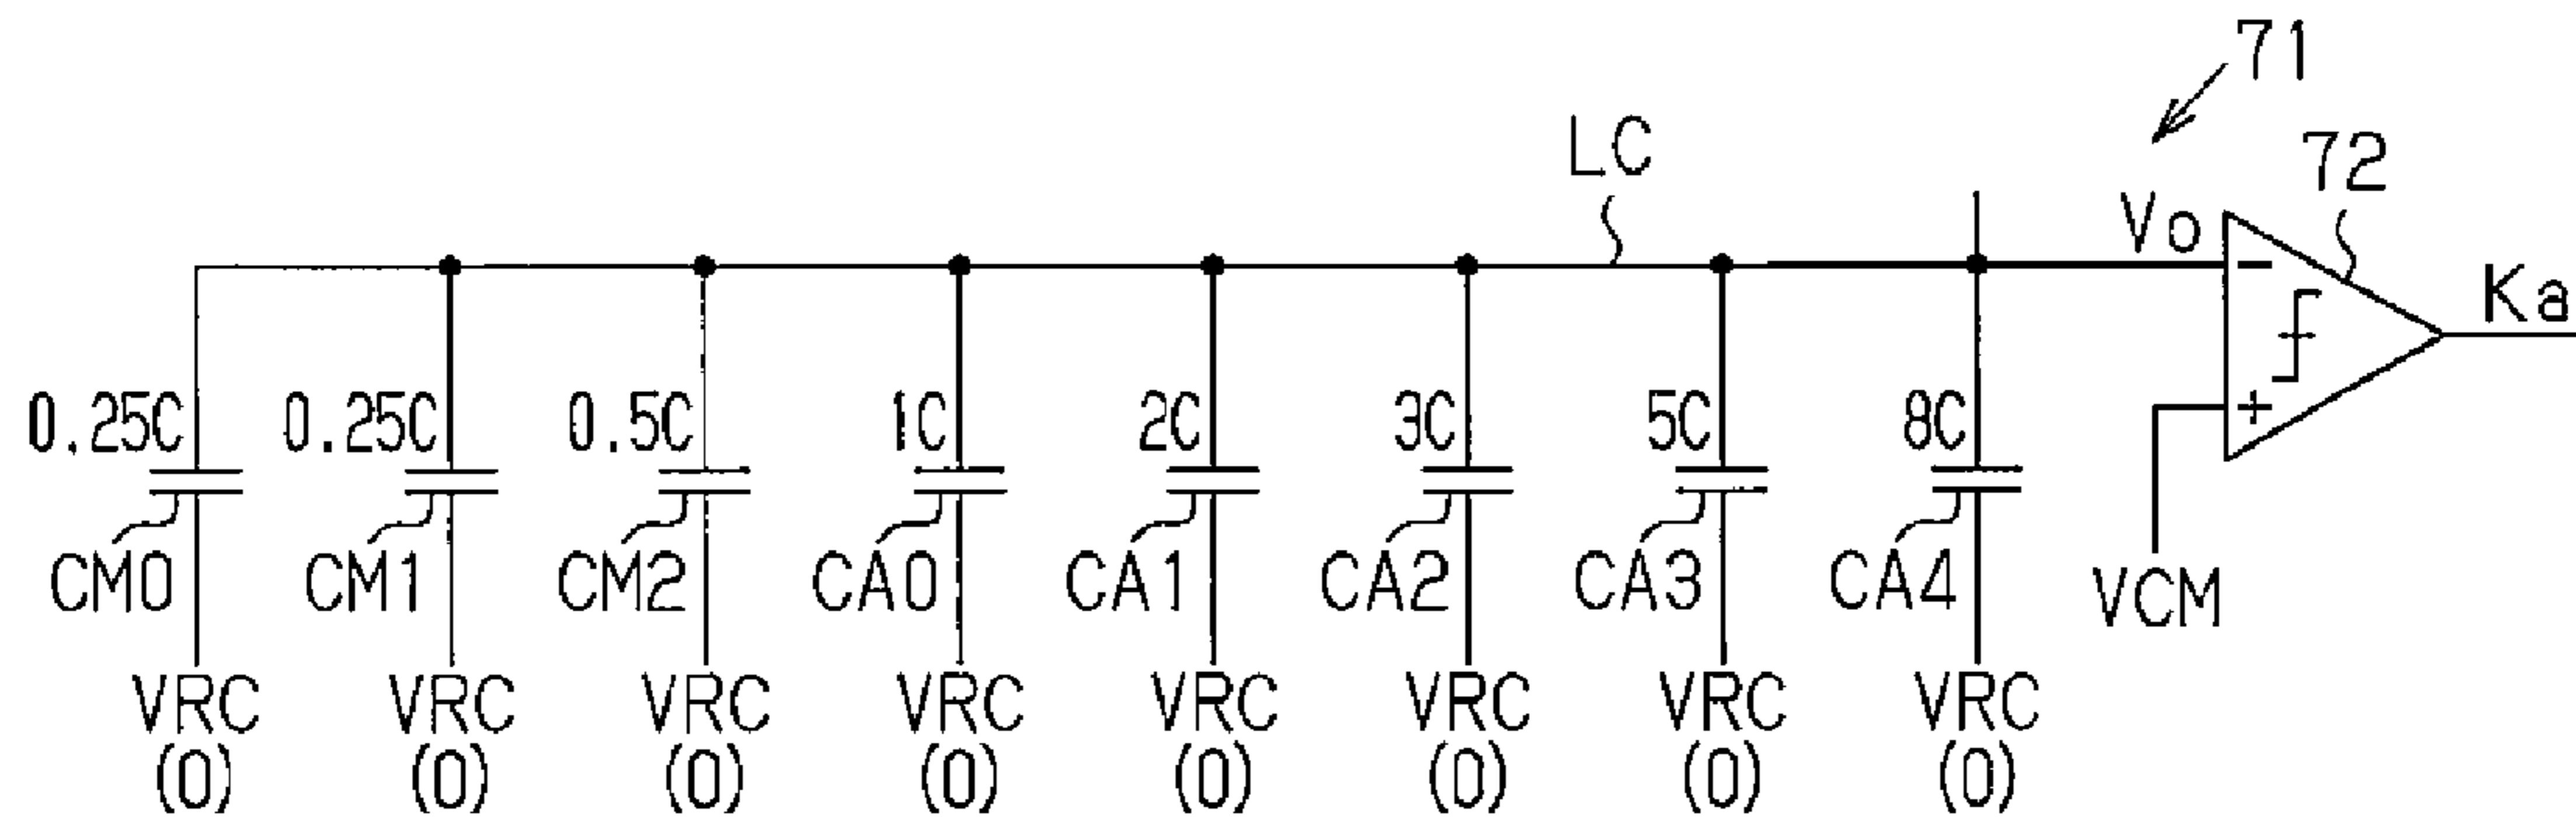 71
LC
72
Vo
Ka
0.25C 0.25C 0.5C 1C 2C 3C 5C 8C
− +
CM0 CM1 CM2 CA0 CA1 CA2 CA3 CA4
VCM
VRC VRC VRC VRC VRC VRC VRC VRC
(0) (0) (0) (0) (0) (0) (0) (0)